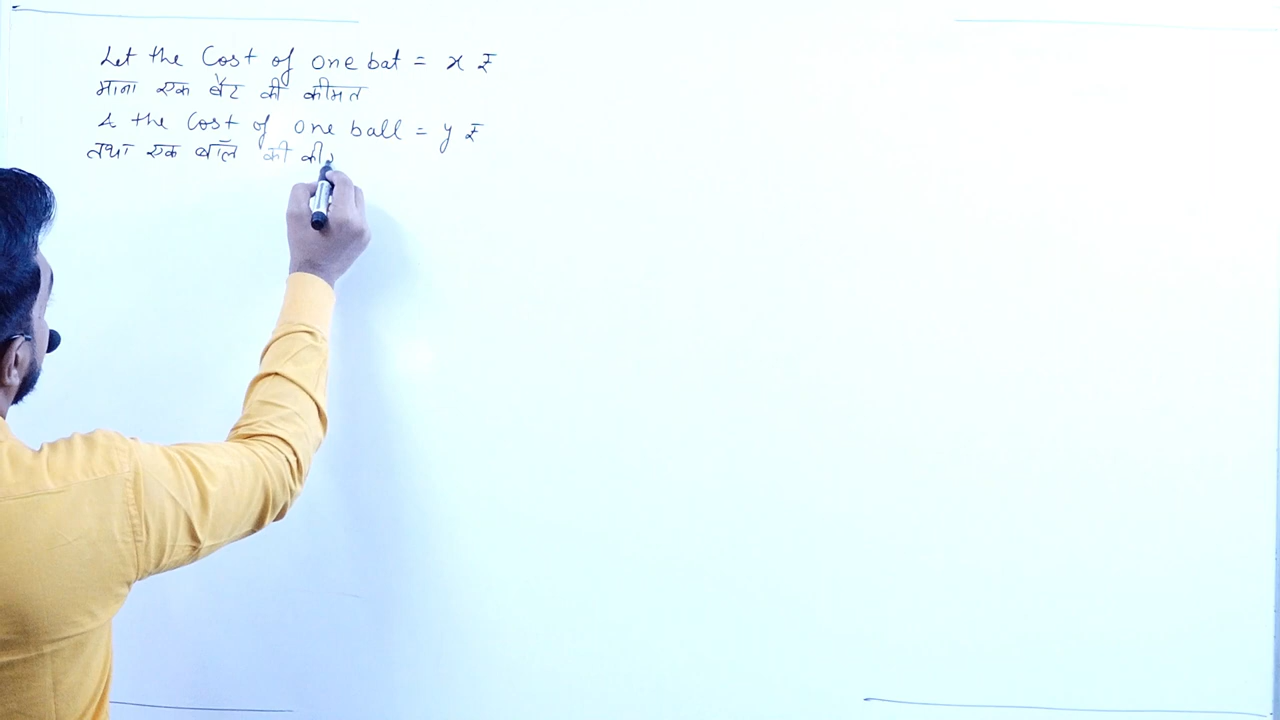 Let the Cost of one bat = x ₹
माना एक बैट की कीमत
& the Cost of one ball = y ₹
तथा एक बॉल की की